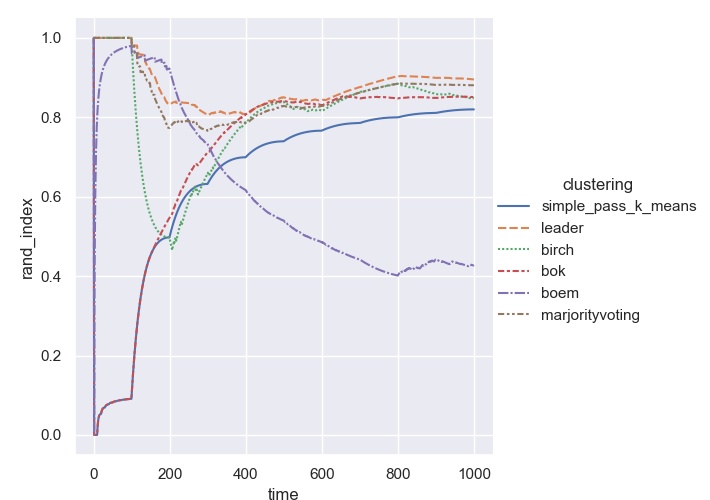 1.0
0.8
0.6
0.4
0.2
0.0
rand_index
0
200
400
600
800
1000
time
clustering
simple_pass_k_means
leader
birch
bok
boem
marjorityvoting